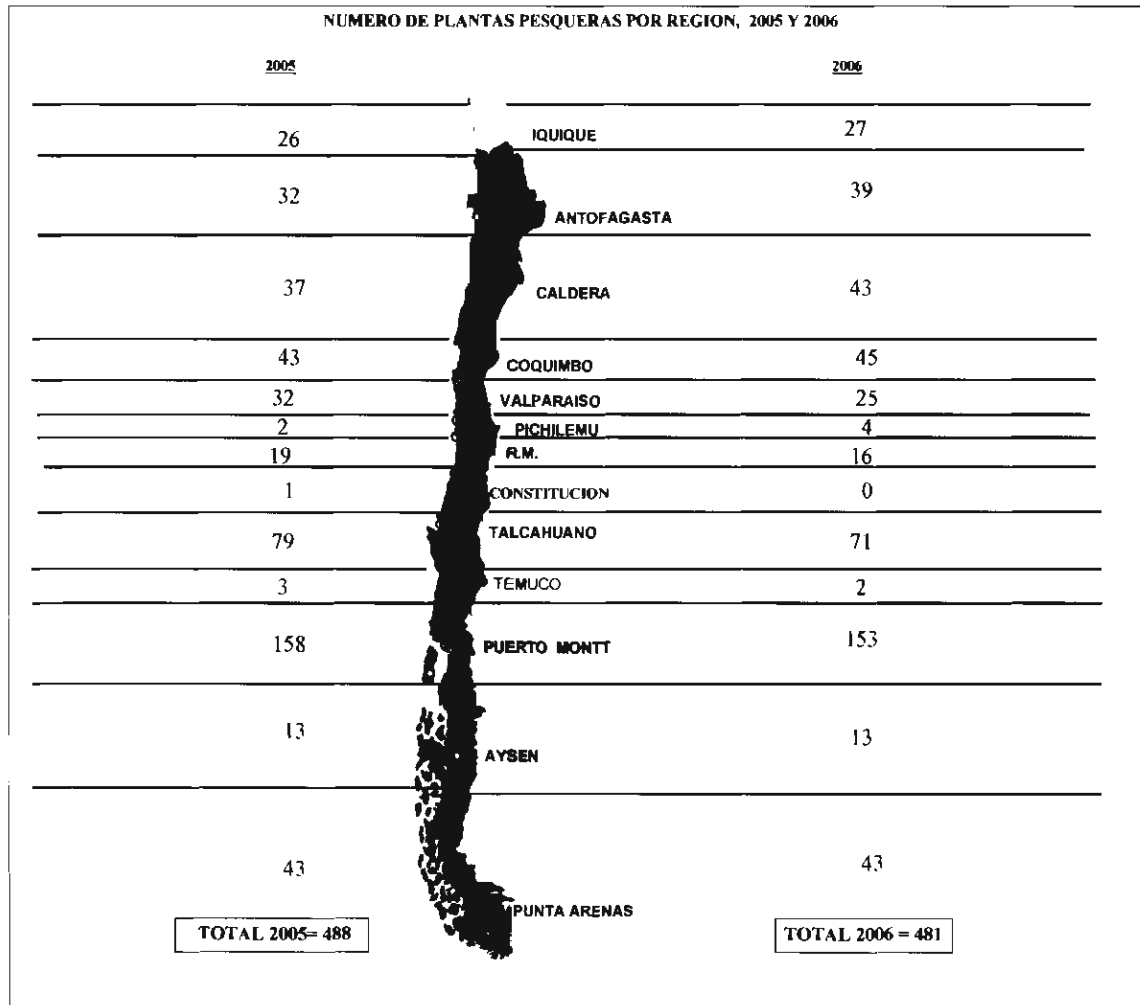 NUMERO DE PLANTAS PESQUERAS POR REGION, 2005 Y 2006
2005 2006
26 IQUIQUE 27
32 ANTOFAGASTA 39
37 CALDERA 43
43 COQUIMBO 45
32 VALPARAISO 25
2 PICHILEMU 4
19 R.M. 16
1 CONSTITUCION 0
79 TALCAHUANO 71
3 TEMUCO 2
158 PUERTO MONTT 153
13 AYSEN 13
43 PUNTA ARENAS 43
TOTAL 2005= 488 TOTAL 2006 = 481